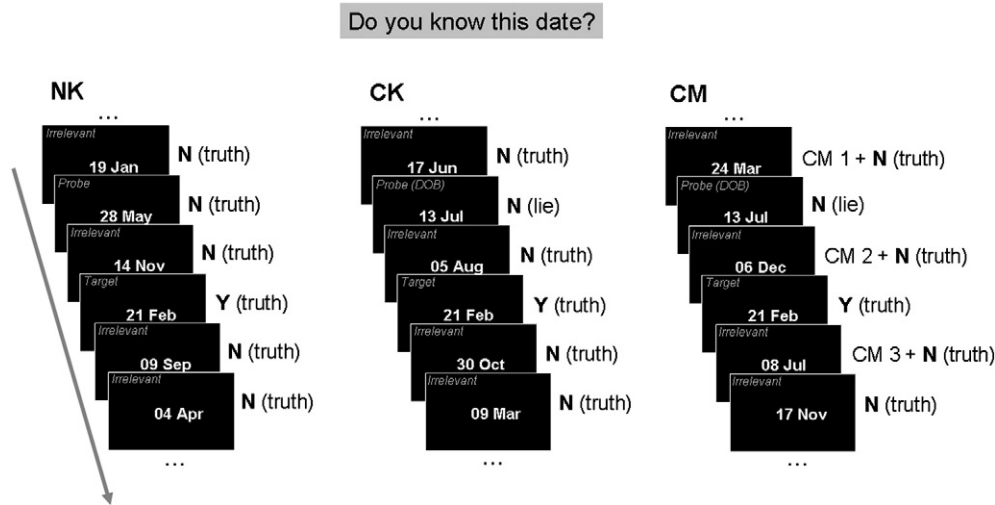 Do you know this date?
NK
...
Irrelevant
19 Jan
N (truth)
Probe
28 May
N (truth)
Irrelevant
14 Nov
N (truth)
Target
21 Feb
Y (truth)
Irrelevant
09 Sep
N (truth)
Irrelevant
04 Apr
N (truth)
...
CK
...
Irrelevant
17 Jun
N (truth)
Probe (DOB)
13 Jul
N (lie)
Irrelevant
05 Aug
N (truth)
Target
21 Feb
Y (truth)
Irrelevant
30 Oct
N (truth)
Irrelevant
09 Mar
N (truth)
...
CM
...
Irrelevant
24 Mar
CM 1 + N (truth)
Probe (DOB)
13 Jul
N (lie)
Irrelevant
06 Dec
CM 2 + N (truth)
Target
21 Feb
Y (truth)
Irrelevant
08 Jul
CM 3 + N (truth)
Irrelevant
17 Nov
N (truth)
...